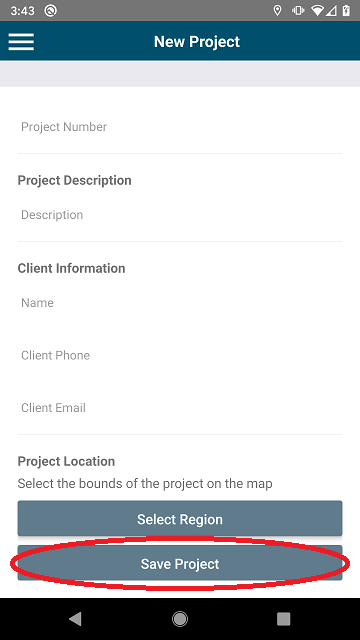 3:43
New Project
Project Number
Project Description
Description
Client Information
Name
Client Phone
Client Email
Project Location
Select the bounds of the project on the map
Select Region
Save Project